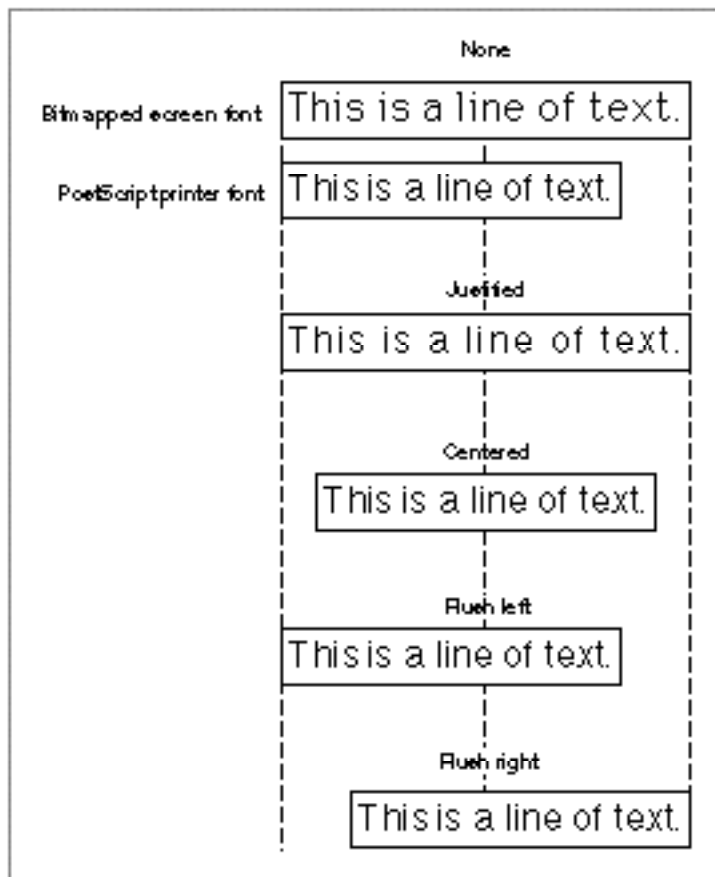 None
Bitmapped screen font
This is a line of text.
PostScript printer font
This is a line of text.
Justified
This is a line of text.
Centered
This is a line of text.
Flush left
This is a line of text.
Flush right
This is a line of text.